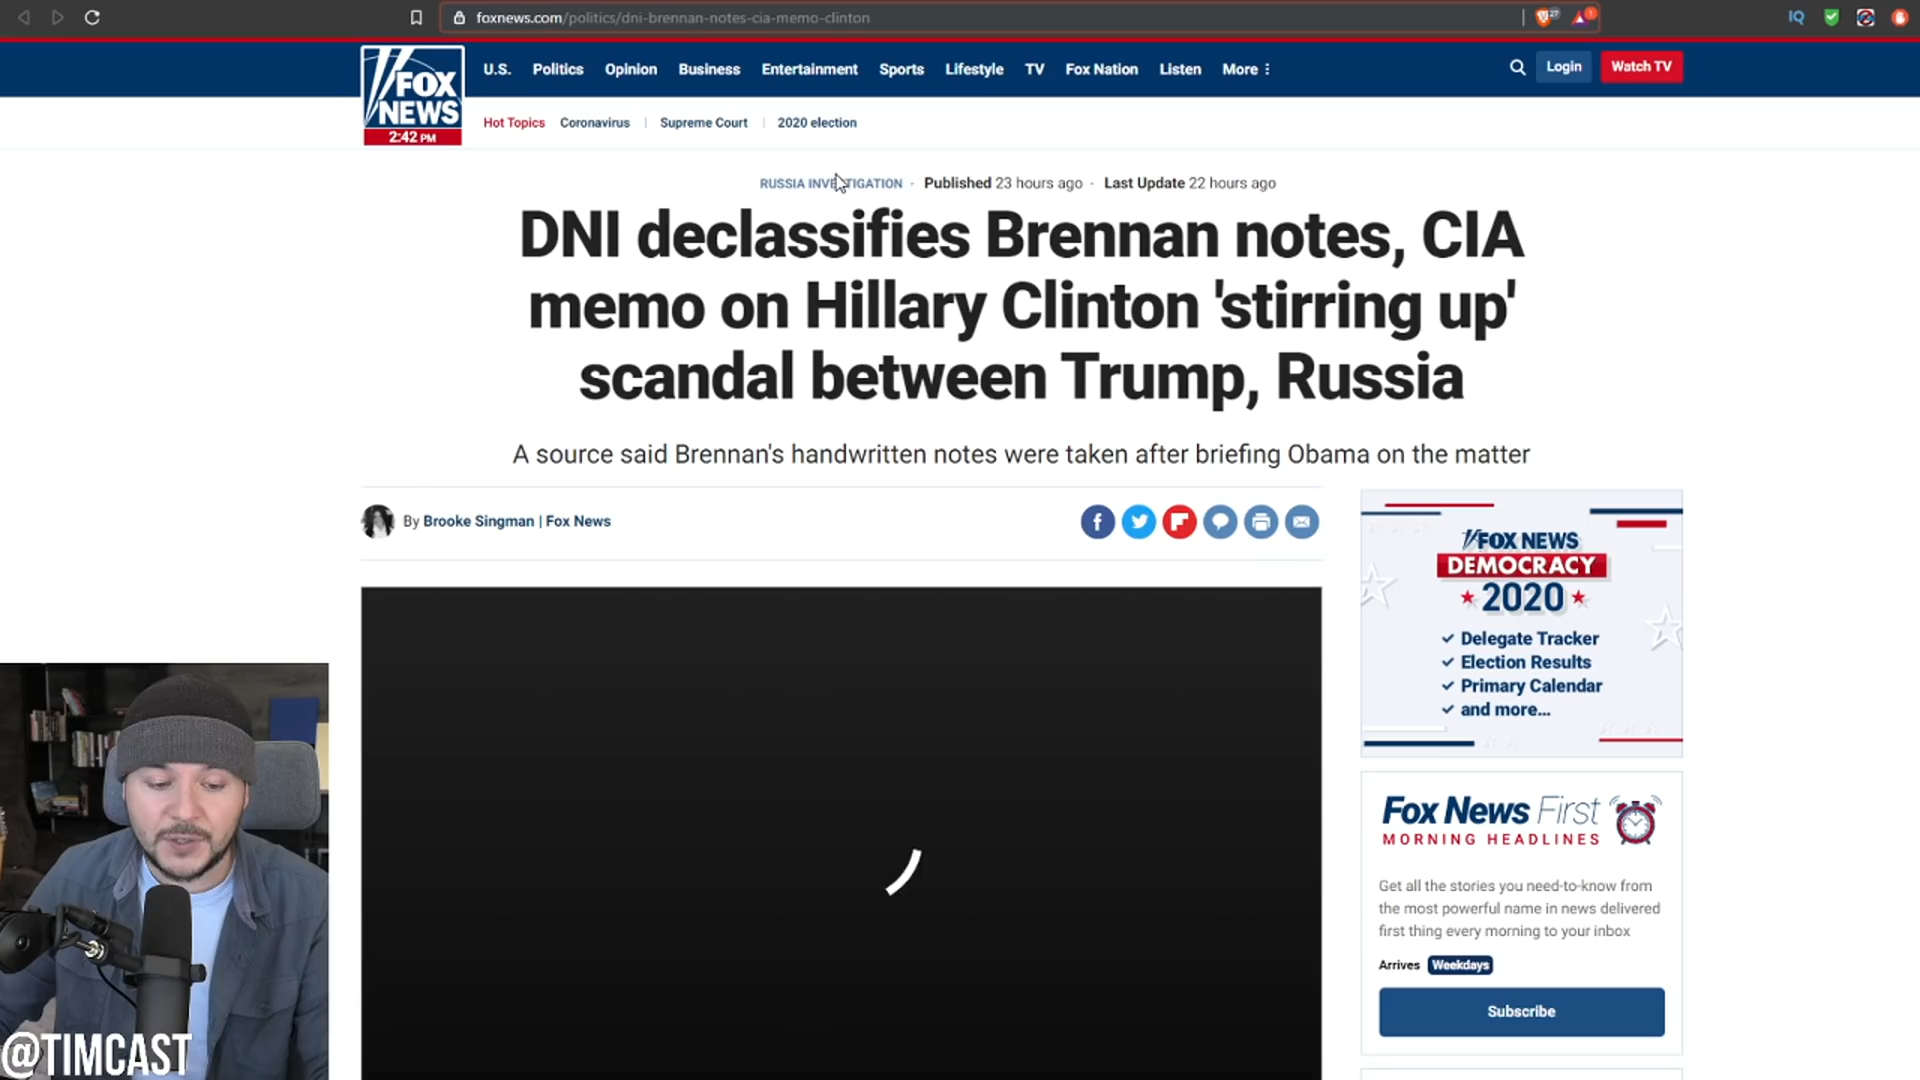 foxnews.com/politics/dni-brennan-notes-cia-memo-clinton
27
1
IQ
FOX
NEWS
2:42 PM
U.S. Politics Opinion Business Entertainment Sports Lifestyle TV Fox Nation Listen More
Login
Watch TV
Hot Topics Coronavirus | Supreme Court | 2020 election
RUSSIA INVESTIGATION · Published 23 hours ago · Last Update 22 hours ago
DNI declassifies Brennan notes, CIA
memo on Hillary Clinton 'stirring up'
scandal between Trump, Russia
A source said Brennan's handwritten notes were taken after briefing Obama on the matter
By Brooke Singman | Fox News
FOX NEWS
DEMOCRACY
2020
Delegate Tracker
Election Results
Primary Calendar
and more...
Fox News First
MORNING HEADLINES
Get all the stories you need-to-know from
the most powerful name in news delivered
first thing every morning to your inbox
Arrives Weekdays
Subscribe
@TIMCAST